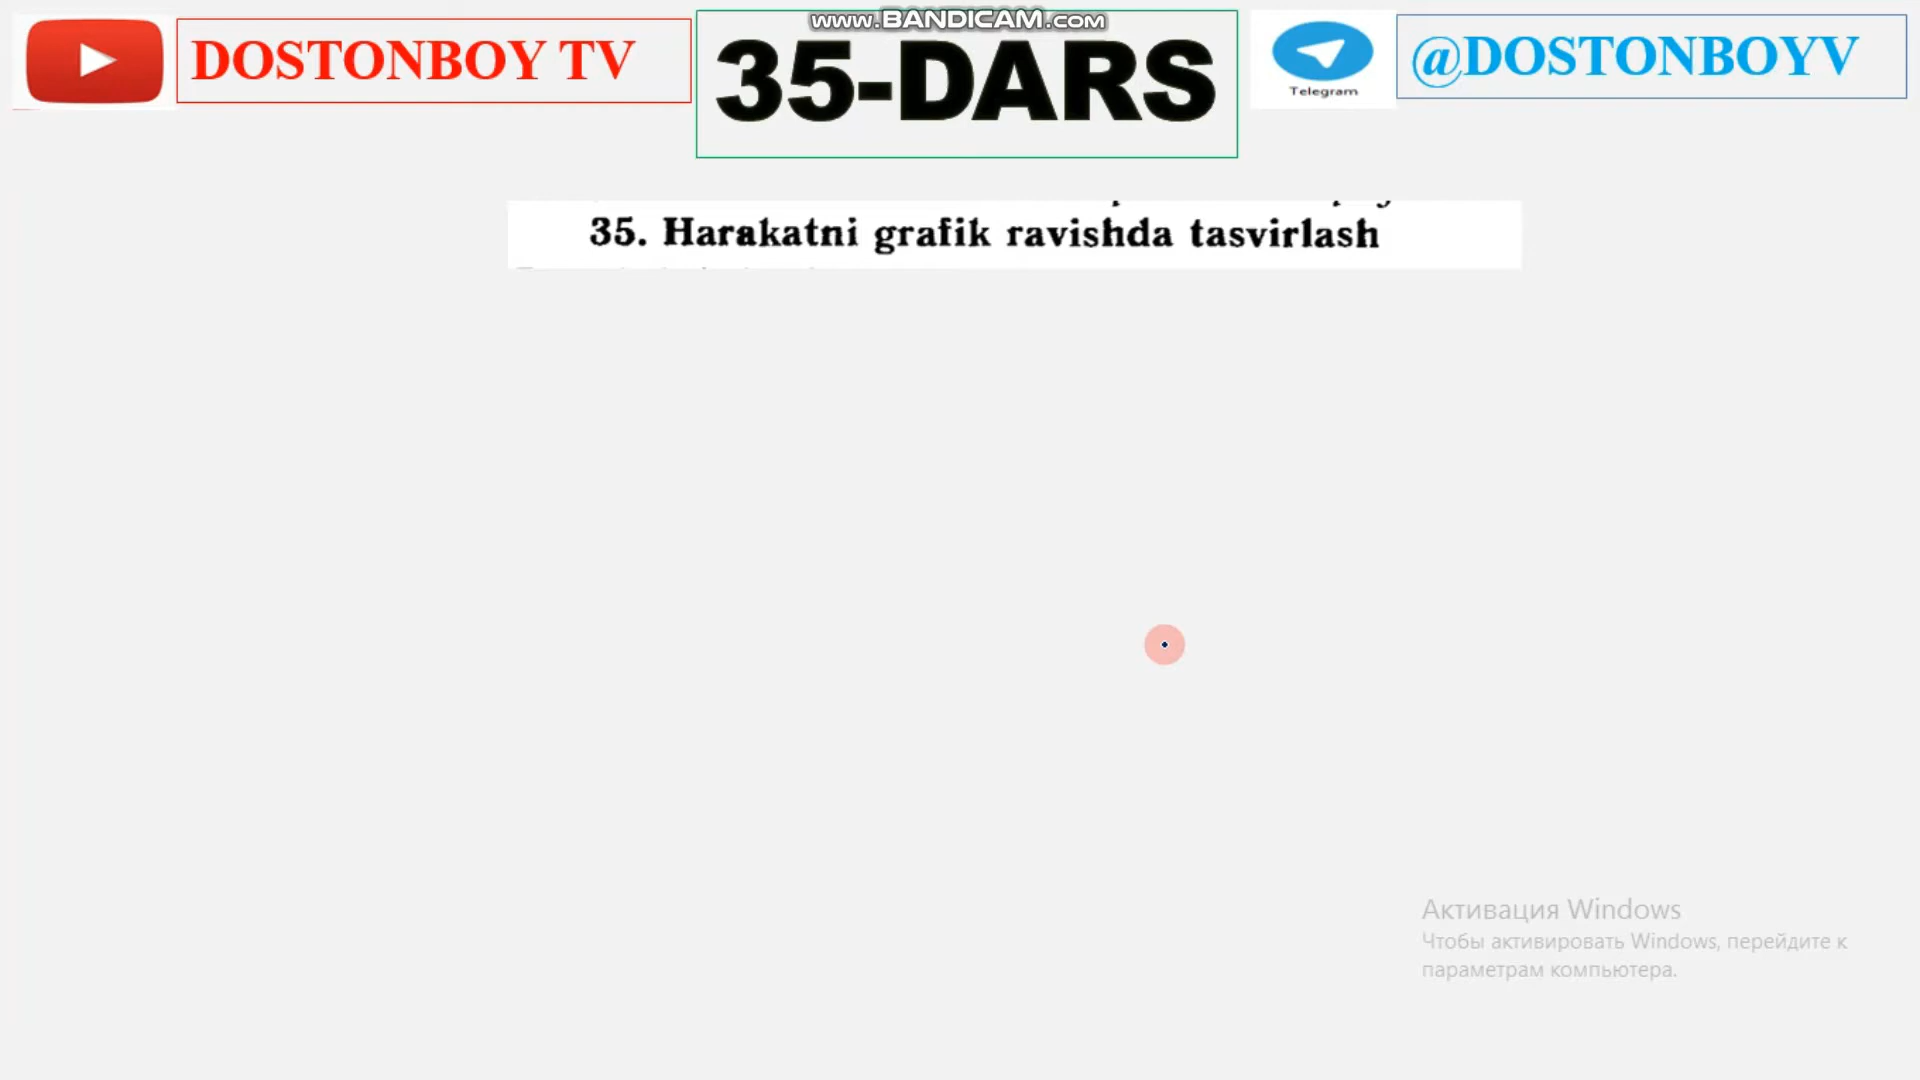 www.BANDICAM.com
DOSTONBOY TV
35-DARS
Telegram
@DOSTONBOYV
35. Harakatni grafik ravishda tasvirlash
Активация Windows
Чтобы активировать Windows, перейдите к
параметрам компьютера.